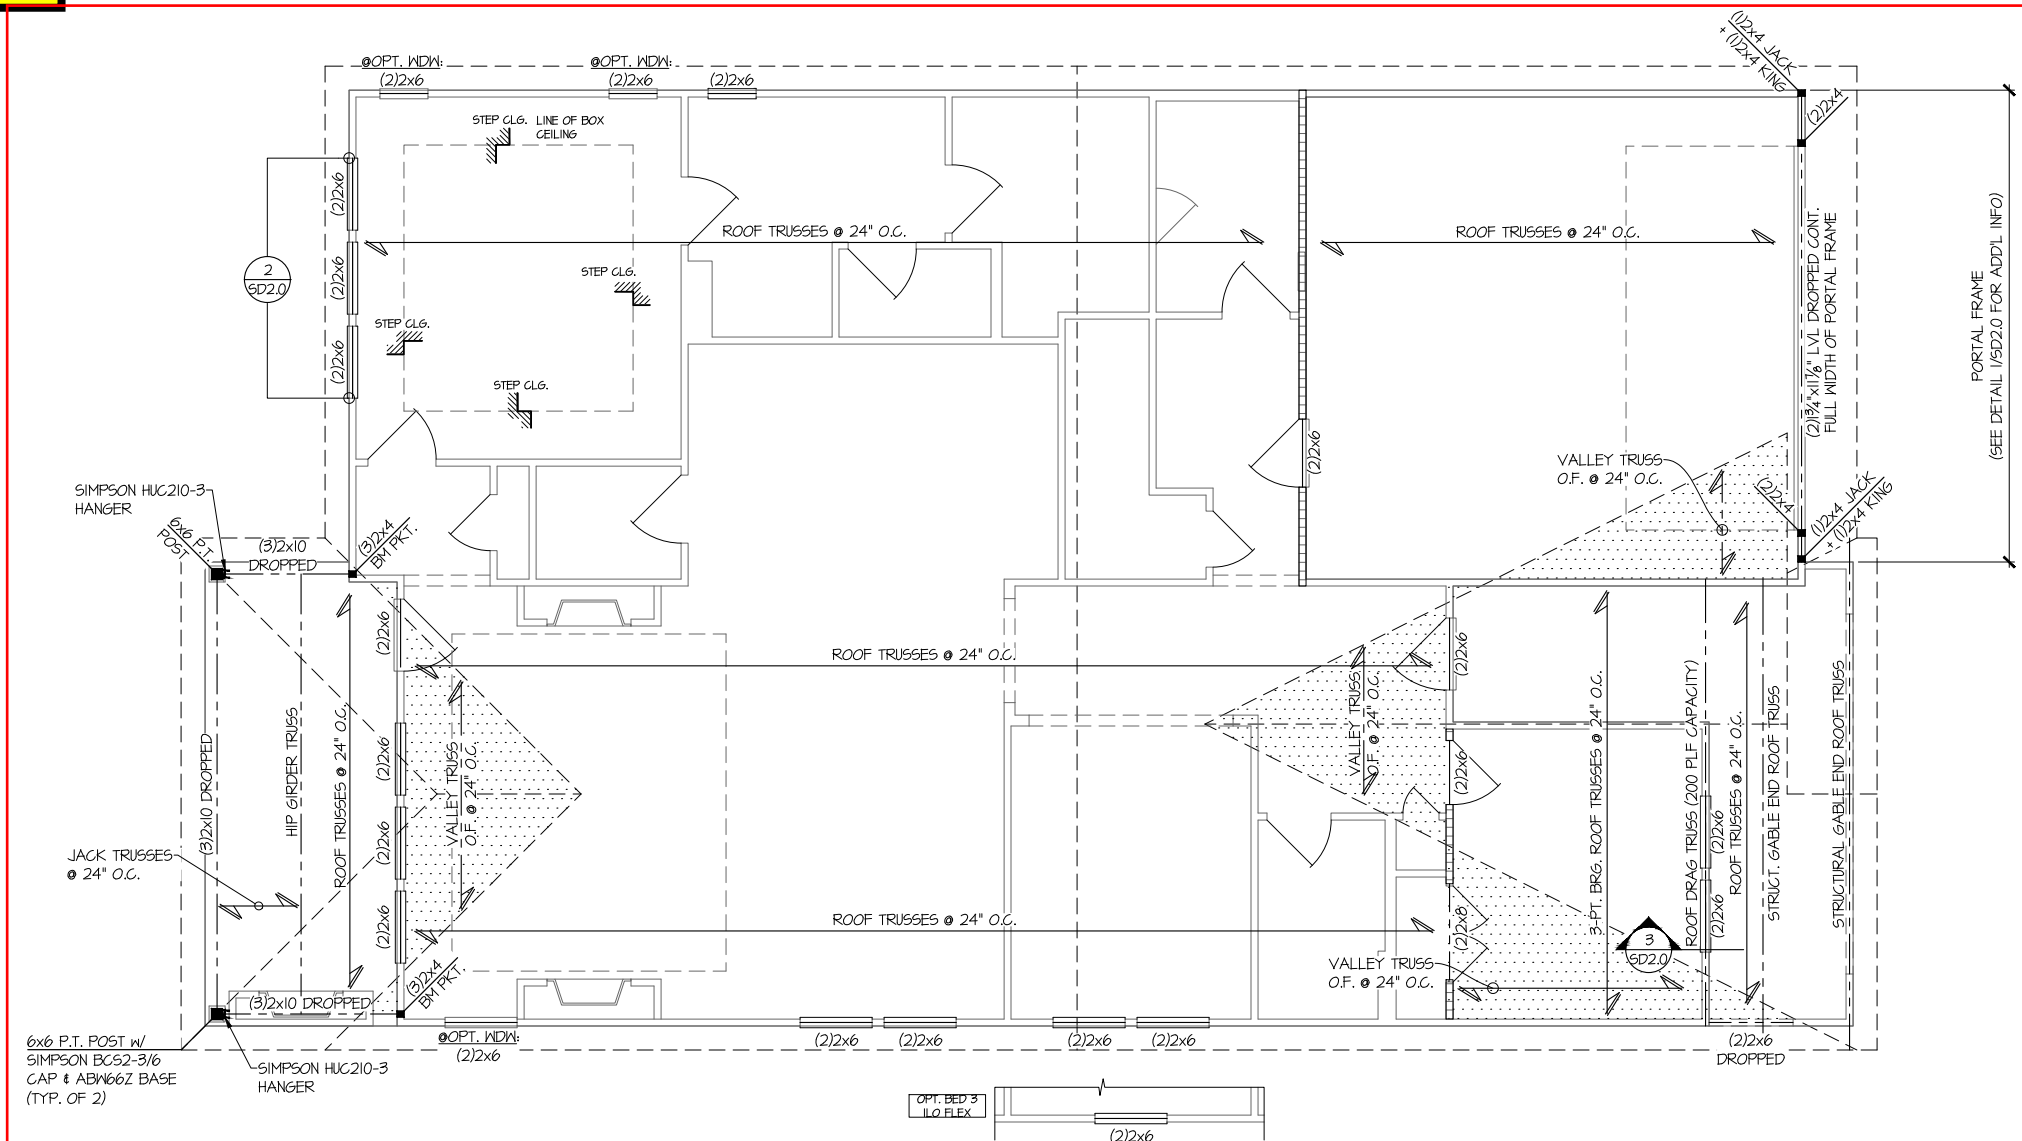 @OPT. WDW:
(2)2x6
@OPT. WDW:
(2)2x6
(2)2x6
(1)2x4 JACK
+ (1)2x4 KING
(2)2x4
STEP CLG.
LINE OF BOX
CEILING
(2)2x6
ROOF TRUSSES @ 24" O.C.
ROOF TRUSSES @ 24" O.C.
2
SD2.0
(2)2x6
STEP CLG.
STEP CLG.
(2)2x6
STEP CLG.
(2)1¾"x11⅞" LVL DROPPED CONT.
FULL WIDTH OF PORTAL FRAME
PORTAL FRAME
(SEE DETAIL 1/SD2.0 FOR ADD'L INFO)
(2)2x6
VALLEY TRUSS
O.F. @ 24" O.C.
(2)2x4
(1)2x4 JACK
+ (1)2x4 KING
SIMPSON HUC210-3
HANGER
6x6 P.T.
POST
(3)2x10
DROPPED
(3)2x4
BM PKT.
(2)2x6
ROOF TRUSSES @ 24" O.C.
(2)2x6
(3)2x10 DROPPED
HIP GIRDER TRUSS
ROOF TRUSSES @ 24" O.C.
(2)2x6
VALLEY TRUSS
O.F. @ 24" O.C.
(2)2x6
(2)2x6
VALLEY TRUSS
O.F. @ 24" O.C.
(2)2x6
3-PT. BRG. ROOF TRUSSES @ 24" O.C.
ROOF DRAG TRUSS (200 PLF CAPACITY)
(2)2x6
(2)2x6
ROOF TRUSSES @ 24" O.C.
STRUCT. GABLE END ROOF TRUSS
STRUCTURAL GABLE END ROOF TRUSS
JACK TRUSSES
@ 24" O.C.
ROOF TRUSSES @ 24" O.C.
(2)2x8
3
SD2.0
VALLEY TRUSS
O.F. @ 24" O.C.
(3)2x4
BM PKT.
(3)2x10 DROPPED
6x6 P.T. POST W/
SIMPSON BCS2-3/6
CAP & ABW66Z BASE
(TYP. OF 2)
SIMPSON HUC210-3
HANGER
@OPT. WDW:
(2)2x6
(2)2x6
(2)2x6
(2)2x6
(2)2x6
(2)2x6
DROPPED
OPT. BED 3
ILO FLEX
(2)2x6